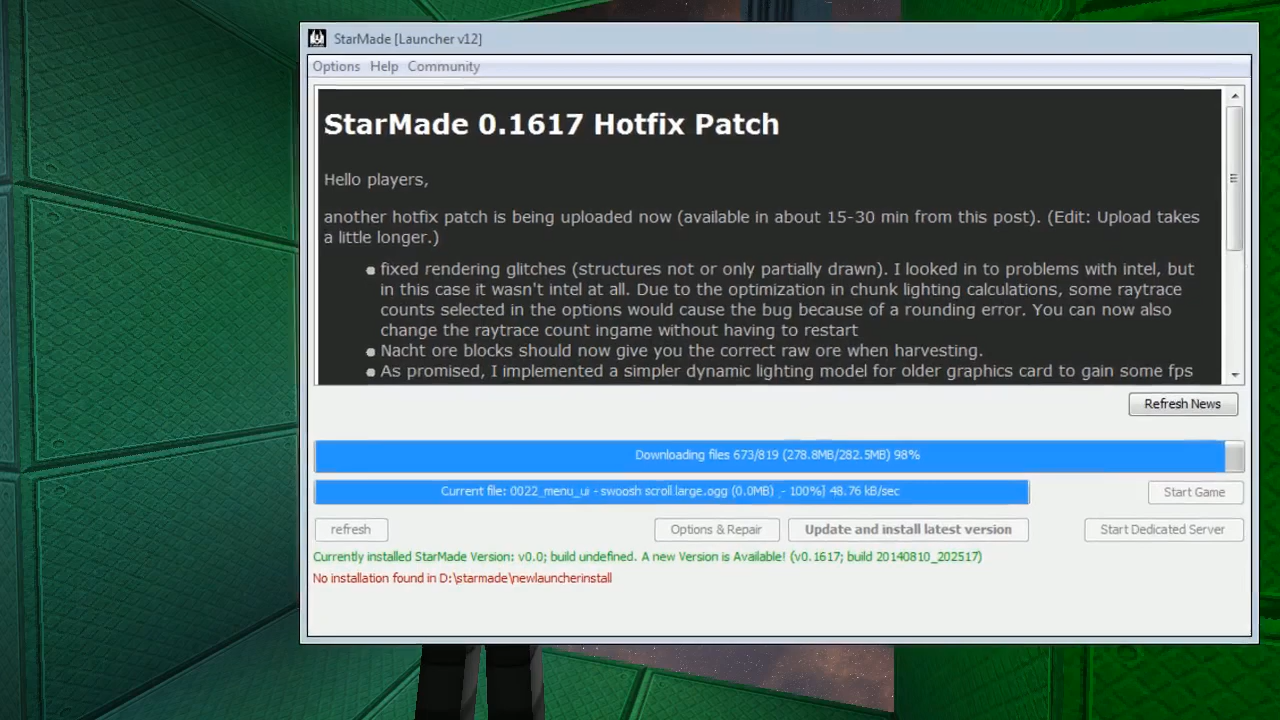 StarMade [Launcher v12]
Options Help Community
StarMade 0.1617 Hotfix Patch
Hello players,
another hotfix patch is being uploaded now (available in about 15-30 min from this post). (Edit: Upload takes
a little longer.)
fixed rendering glitches (structures not or only partially drawn). I looked in to problems with intel, but
in this case it wasn't intel at all. Due to the optimization in chunk lighting calculations, some raytrace
counts selected in the options would cause the bug because of a rounding error. You can now also
change the raytrace count ingame without having to restart
Nacht ore blocks should now give you the correct raw ore when harvesting.
As promised, I implemented a simpler dynamic lighting model for older graphics card to gain some fps
Refresh News
Downloading files 673/819 (278.8MB/282.5MB) 98%
Current file: 0022_menu_ui - swoosh scroll large.ogg (0.0MB) - 100%] 48.76 kB/sec
Start Game
refresh Options & Repair Update and install latest version Start Dedicated Server
Currently installed StarMade Version: v0.0; build undefined. A new Version is Available! (v0.1617; build 20140810_202517)
No installation found in D:\starmade\newlauncherinstall